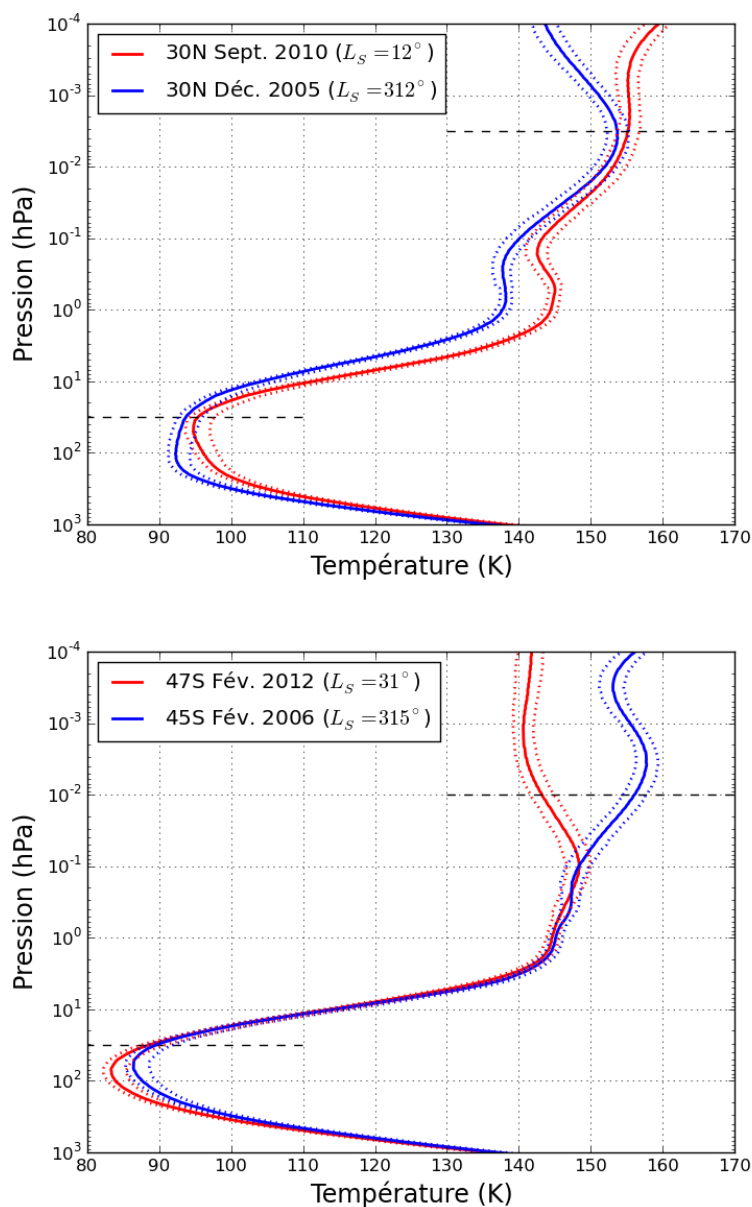 10⁻⁴
10⁻³
10⁻²
10⁻¹
10⁰
10¹
10²
10³
Pression (hPa)
30N Sept. 2010 (L_S = 12°)
30N Déc. 2005 (L_S = 312°)
80 90 100 110 120 130 140 150 160 170
Température (K)
10⁻⁴
10⁻³
10⁻²
10⁻¹
10⁰
10¹
10²
10³
Pression (hPa)
47S Fév. 2012 (L_S = 31°)
45S Fév. 2006 (L_S = 315°)
80 90 100 110 120 130 140 150 160 170
Température (K)